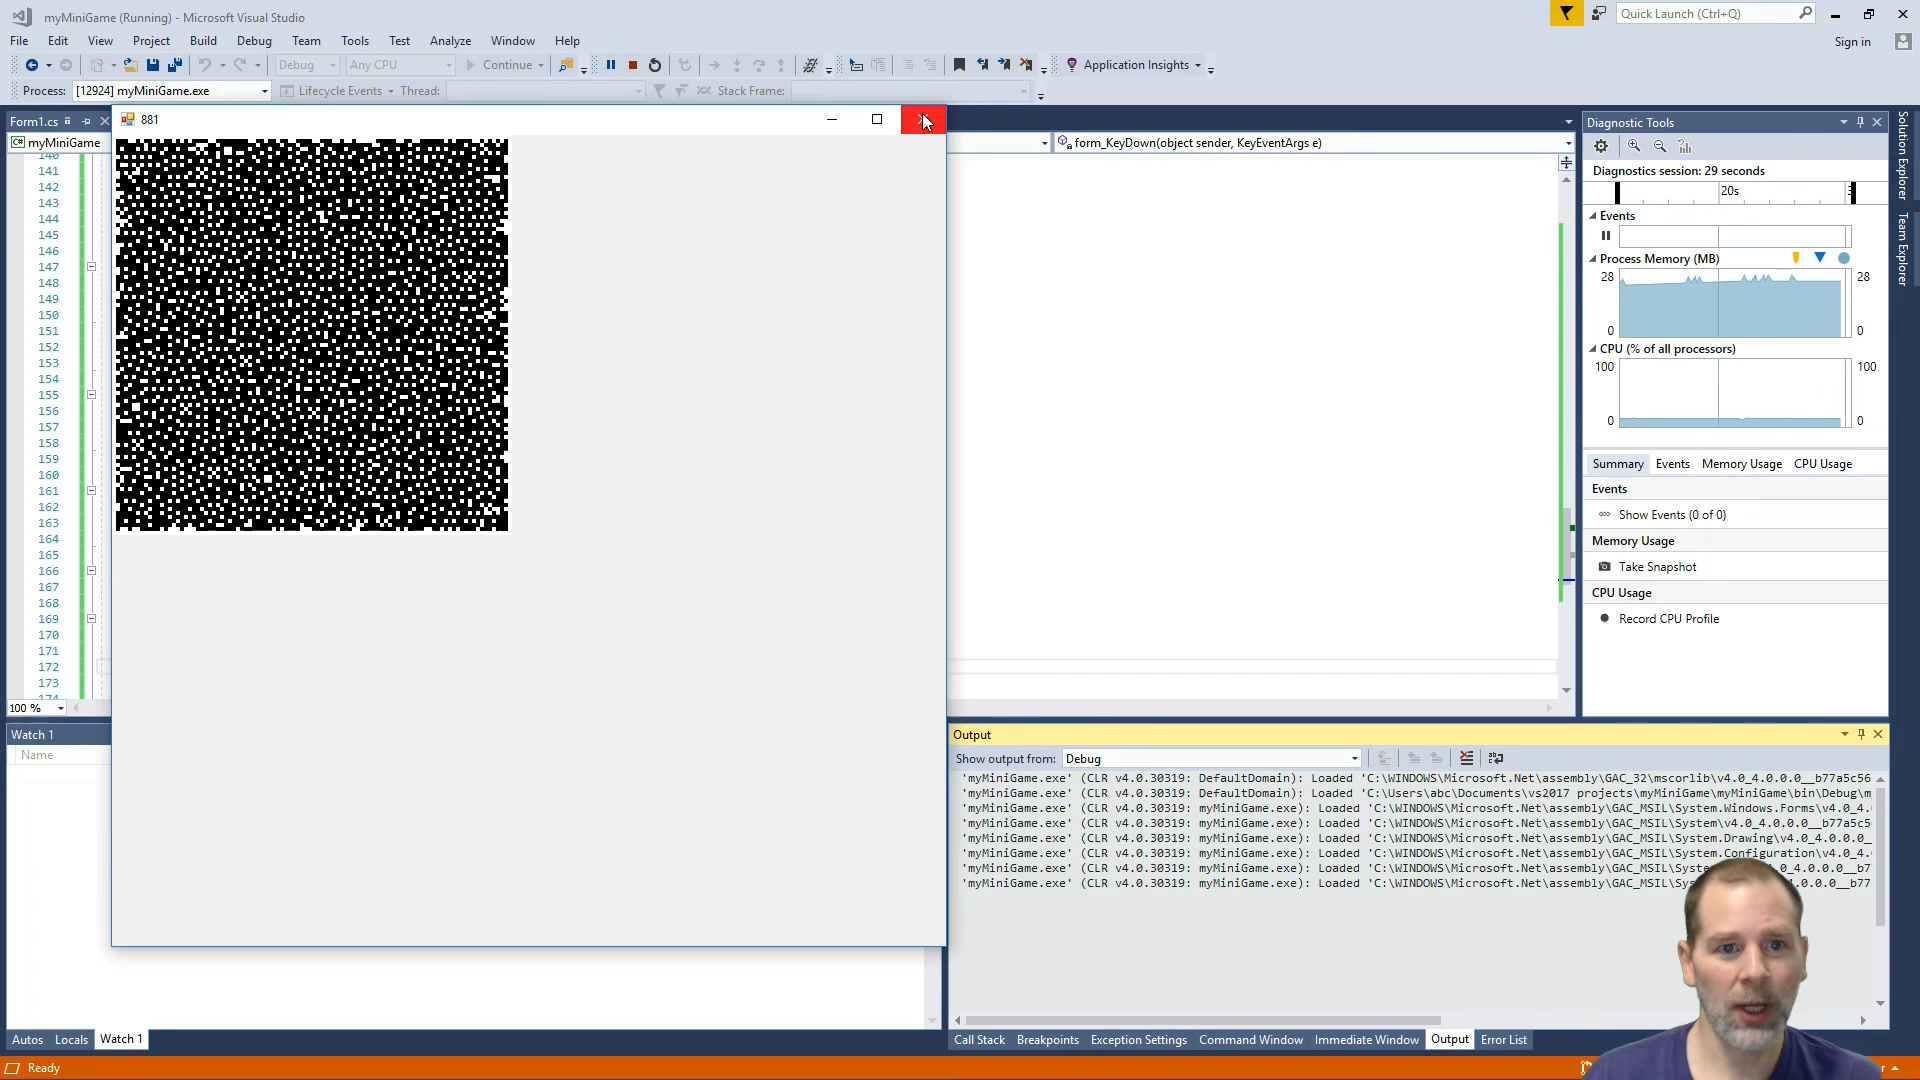 myMiniGame (Running) - Microsoft Visual Studio
Quick Launch (Ctrl+Q)
File Edit View Project Build Debug Team Tools Test Analyze Window Help
Sign in
Debug Any CPU Continue Application Insights
Process: [12924] myMiniGame.exe Lifecycle Events Thread: Stack Frame:
Form1.cs
881
Diagnostic Tools
C# myMiniGame
form_KeyDown(object sender, KeyEventArgs e)
140
141
142
143
144
145
146
147
148
149
150
151
152
153
154
155
156
157
158
159
160
161
162
163
164
165
166
167
168
169
170
171
172
173
174
100 %
Diagnostics session: 29 seconds
20s
Events
Process Memory (MB)
28 28
0 0
CPU (% of all processors)
100 100
0 0
Summary Events Memory Usage CPU Usage
Events
Show Events (0 of 0)
Memory Usage
Take Snapshot
CPU Usage
Record CPU Profile
Solution Explorer
Team Explorer
Watch 1
Name
Autos Locals Watch 1
Output
Show output from: Debug
'myMiniGame.exe' (CLR v4.0.30319: DefaultDomain): Loaded 'C:\WINDOWS\Microsoft.Net\assembly\GAC_32\mscorlib\v4.0_4.0.0.0__b77a5c56
'myMiniGame.exe' (CLR v4.0.30319: DefaultDomain): Loaded 'C:\Users\abc\Documents\vs2017 projects\myMiniGame\myMiniGame\bin\Debug\m
'myMiniGame.exe' (CLR v4.0.30319: myMiniGame.exe): Loaded 'C:\WINDOWS\Microsoft.Net\assembly\GAC_MSIL\System.Windows.Forms\v4.0_4.
'myMiniGame.exe' (CLR v4.0.30319: myMiniGame.exe): Loaded 'C:\WINDOWS\Microsoft.Net\assembly\GAC_MSIL\System\v4.0_4.0.0.0__b77a5c5
'myMiniGame.exe' (CLR v4.0.30319: myMiniGame.exe): Loaded 'C:\WINDOWS\Microsoft.Net\assembly\GAC_MSIL\System.Drawing\v4.0_4.0.0.0_
'myMiniGame.exe' (CLR v4.0.30319: myMiniGame.exe): Loaded 'C:\WINDOWS\Microsoft.Net\assembly\GAC_MSIL\System.Configuration\v4.0_4.
'myMiniGame.exe' (CLR v4.0.30319: myMiniGame.exe): Loaded 'C:\WINDOWS\Microsoft.Net\assembly\GAC_MSIL\Sys 4.0_4.0.0.0__b7
'myMiniGame.exe' (CLR v4.0.30319: myMiniGame.exe): Loaded 'C:\WINDOWS\Microsoft.Net\assembly\GAC_MSIL\Sys .0.0__b77
Call Stack Breakpoints Exception Settings Command Window Immediate Window Output Error List
Ready